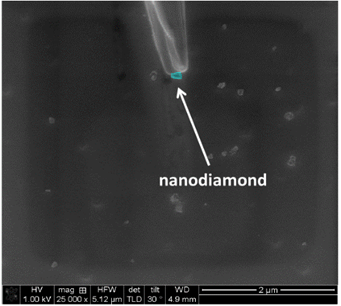 nanodiamond
HV mag HFW det tilt WD
1.00 kV 25 000 x 5.12 µm TLD 30 ° 4.9 mm
2 µm